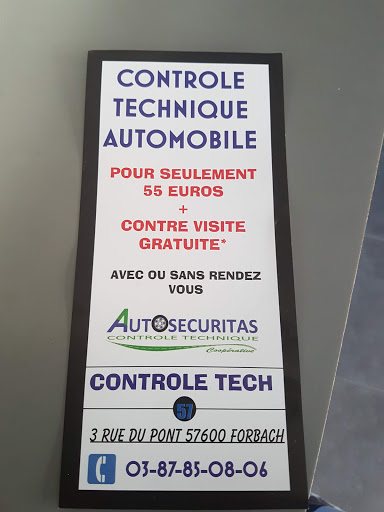 CONTROLE
TECHNIQUE
AUTOMOBILE
POUR SEULEMENT
55 EUROS
+
CONTRE VISITE
GRATUITE*
AVEC OU SANS RENDEZ
VOUS
AUTOSECURITAS
CONTROLE TECHNIQUE
Coopérative
CONTROLE TECH
57
3 RUE DU PONT 57600 FORBACH
03-87-85-08-06